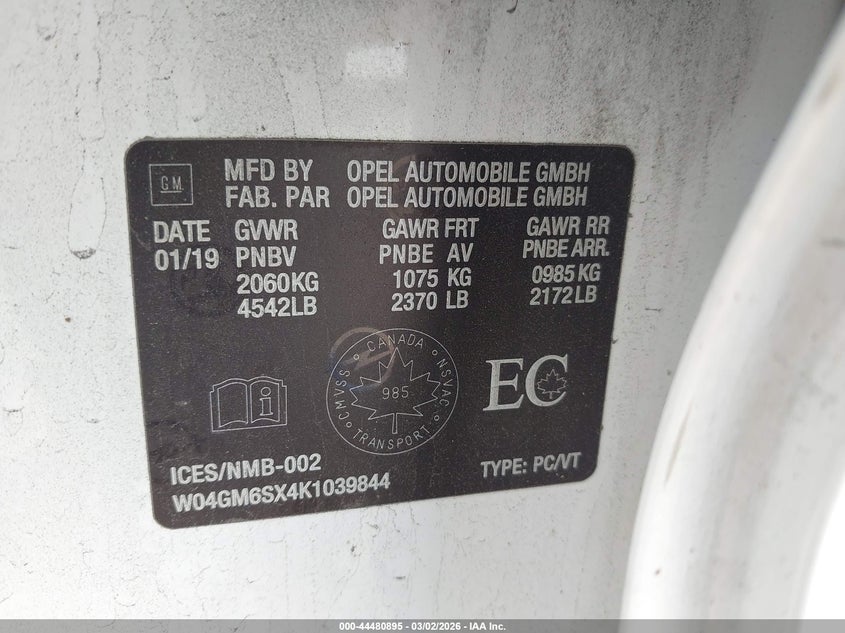 GM
MFD BY OPEL AUTOMOBILE GMBH
FAB. PAR OPEL AUTOMOBILE GMBH
DATE GVWR GAWR FRT GAWR RR
01/19 PNBV PNBE AV PNBE ARR.
2060KG 1075 KG 0985KG
4542LB 2370 LB 2172LB
CANADA
CMVSS 985 NSVAC
TRANSPORT
EC
ICES/NMB-002 TYPE: PC/VT
W04GM6SX4K1039844
000-44480895 | 03/02/2026 - IAA Inc.